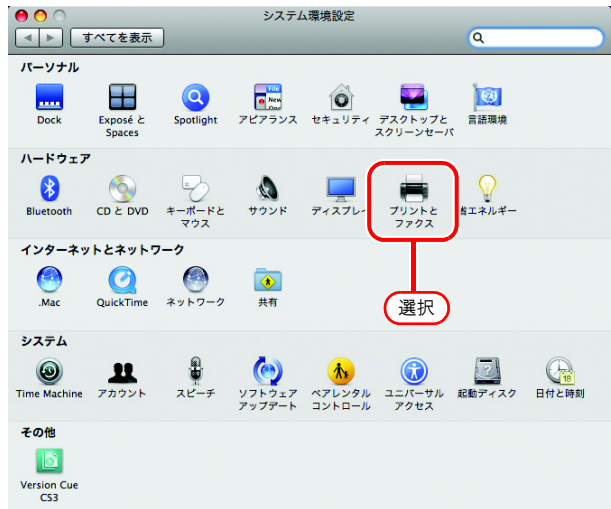 システム環境設定
すべてを表示
パーソナル
Dock
Exposé と
Spaces
Spotlight
File
New
アピアランス
セキュリティ
デスクトップと
スクリーンセーバ
言語環境
ハードウェア
Bluetooth
CD と DVD
キーボードと
マウス
サウンド
ディスプレイ
プリントと
ファクス
省エネルギー
インターネットとネットワーク
.Mac
QuickTime
ネットワーク
共有
選択
システム
Time Machine
アカウント
スピーチ
ソフトウェア
アップデート
ペアレンタル
コントロール
ユニバーサル
アクセス
起動ディスク
18
日付と時刻
その他
Version Cue
CS3